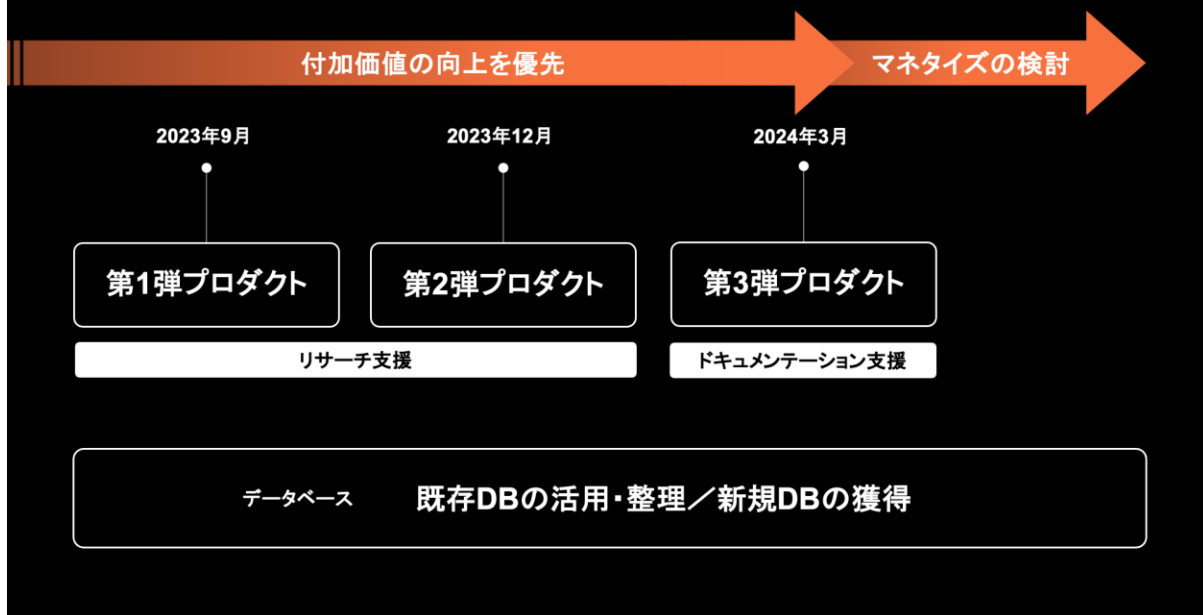 付加価値の向上を優先
マネタイズの検討
2023年9月
2023年12月
2024年3月
第1弾プロダクト
第2弾プロダクト
第3弾プロダクト
リサーチ支援
ドキュメンテーション支援
データベース
既存DBの活用・整理／新規DBの獲得